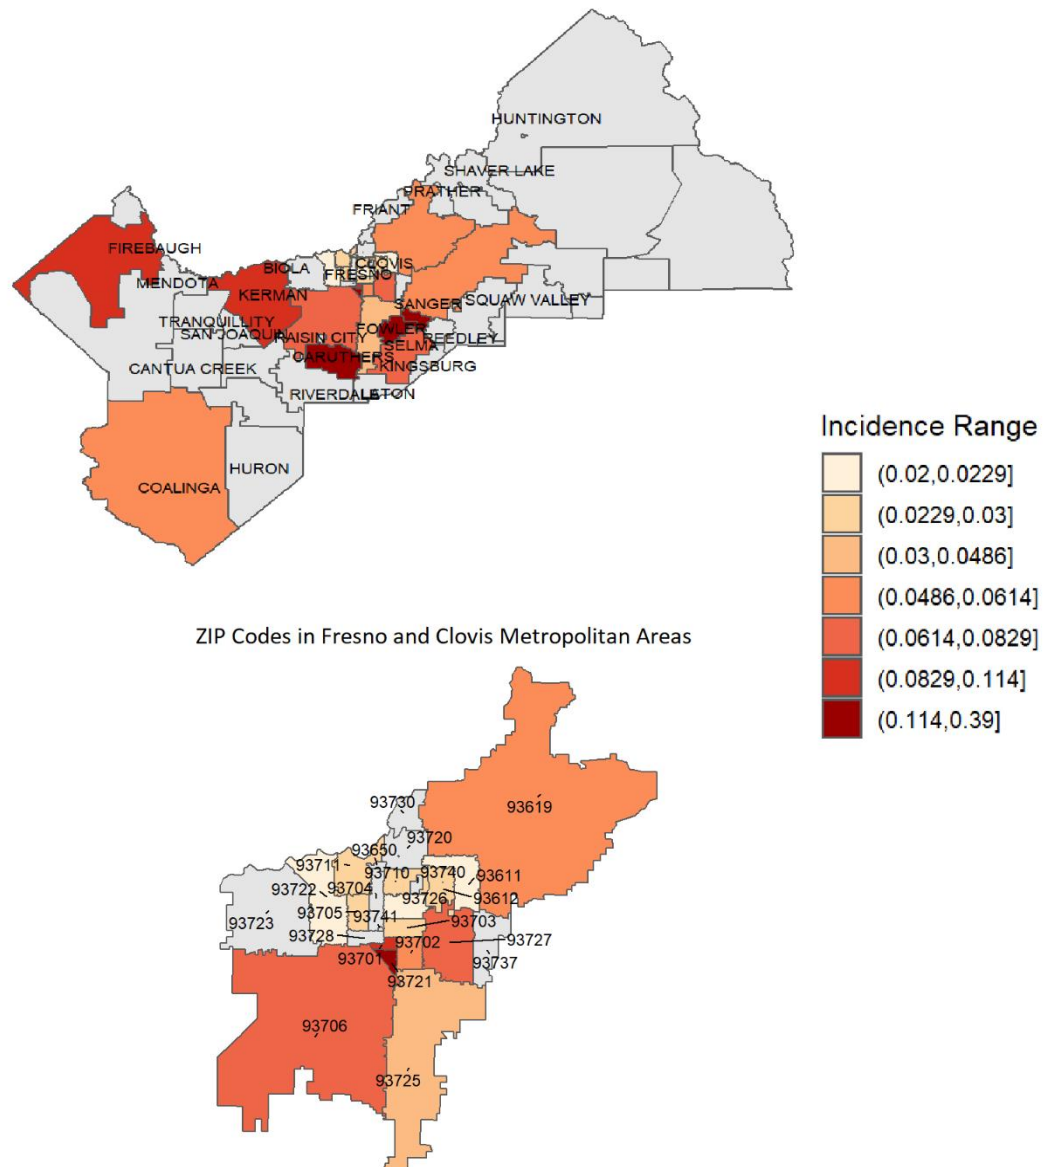 HUNTINGTON
SHAVER LAKE
PRATHER
FRIANT
FIREBAUGH
CLOVIS
BIOLA
FRESNO
MENDOTA
KERMAN
SQUAW VALLEY
SANGER
TRANQUILLITY
FOWLER
SAN JOAQUIN
RAISIN CITY
REEDLEY
SELMA
CARUTHERS
KINGSBURG
CANTUA CREEK
RIVERDALE
LATON
HURON
COALINGA
Incidence Range
(0.02,0.0229]
(0.0229,0.03]
(0.03,0.0486]
(0.0486,0.0614]
(0.0614,0.0829]
(0.0829,0.114]
(0.114,0.39]
ZIP Codes in Fresno and Clovis Metropolitan Areas
93730
93619
93720
93650
93711
93710
93740
93611
93722
93704
93726
93612
93705
93741
93703
93723
93728
93702
93727
93701
93737
93721
93706
93725